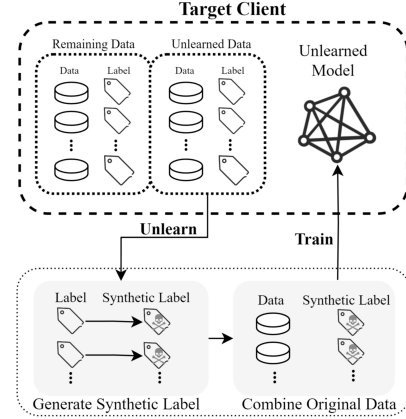 Target Client
Remaining Data
Unlearned Data
Data
Label
Data
Label
Unlearned
Model
Unlearn
Train
Label
Synthetic Label
Data
Synthetic Label
Generate Synthetic Label
Combine Original Data